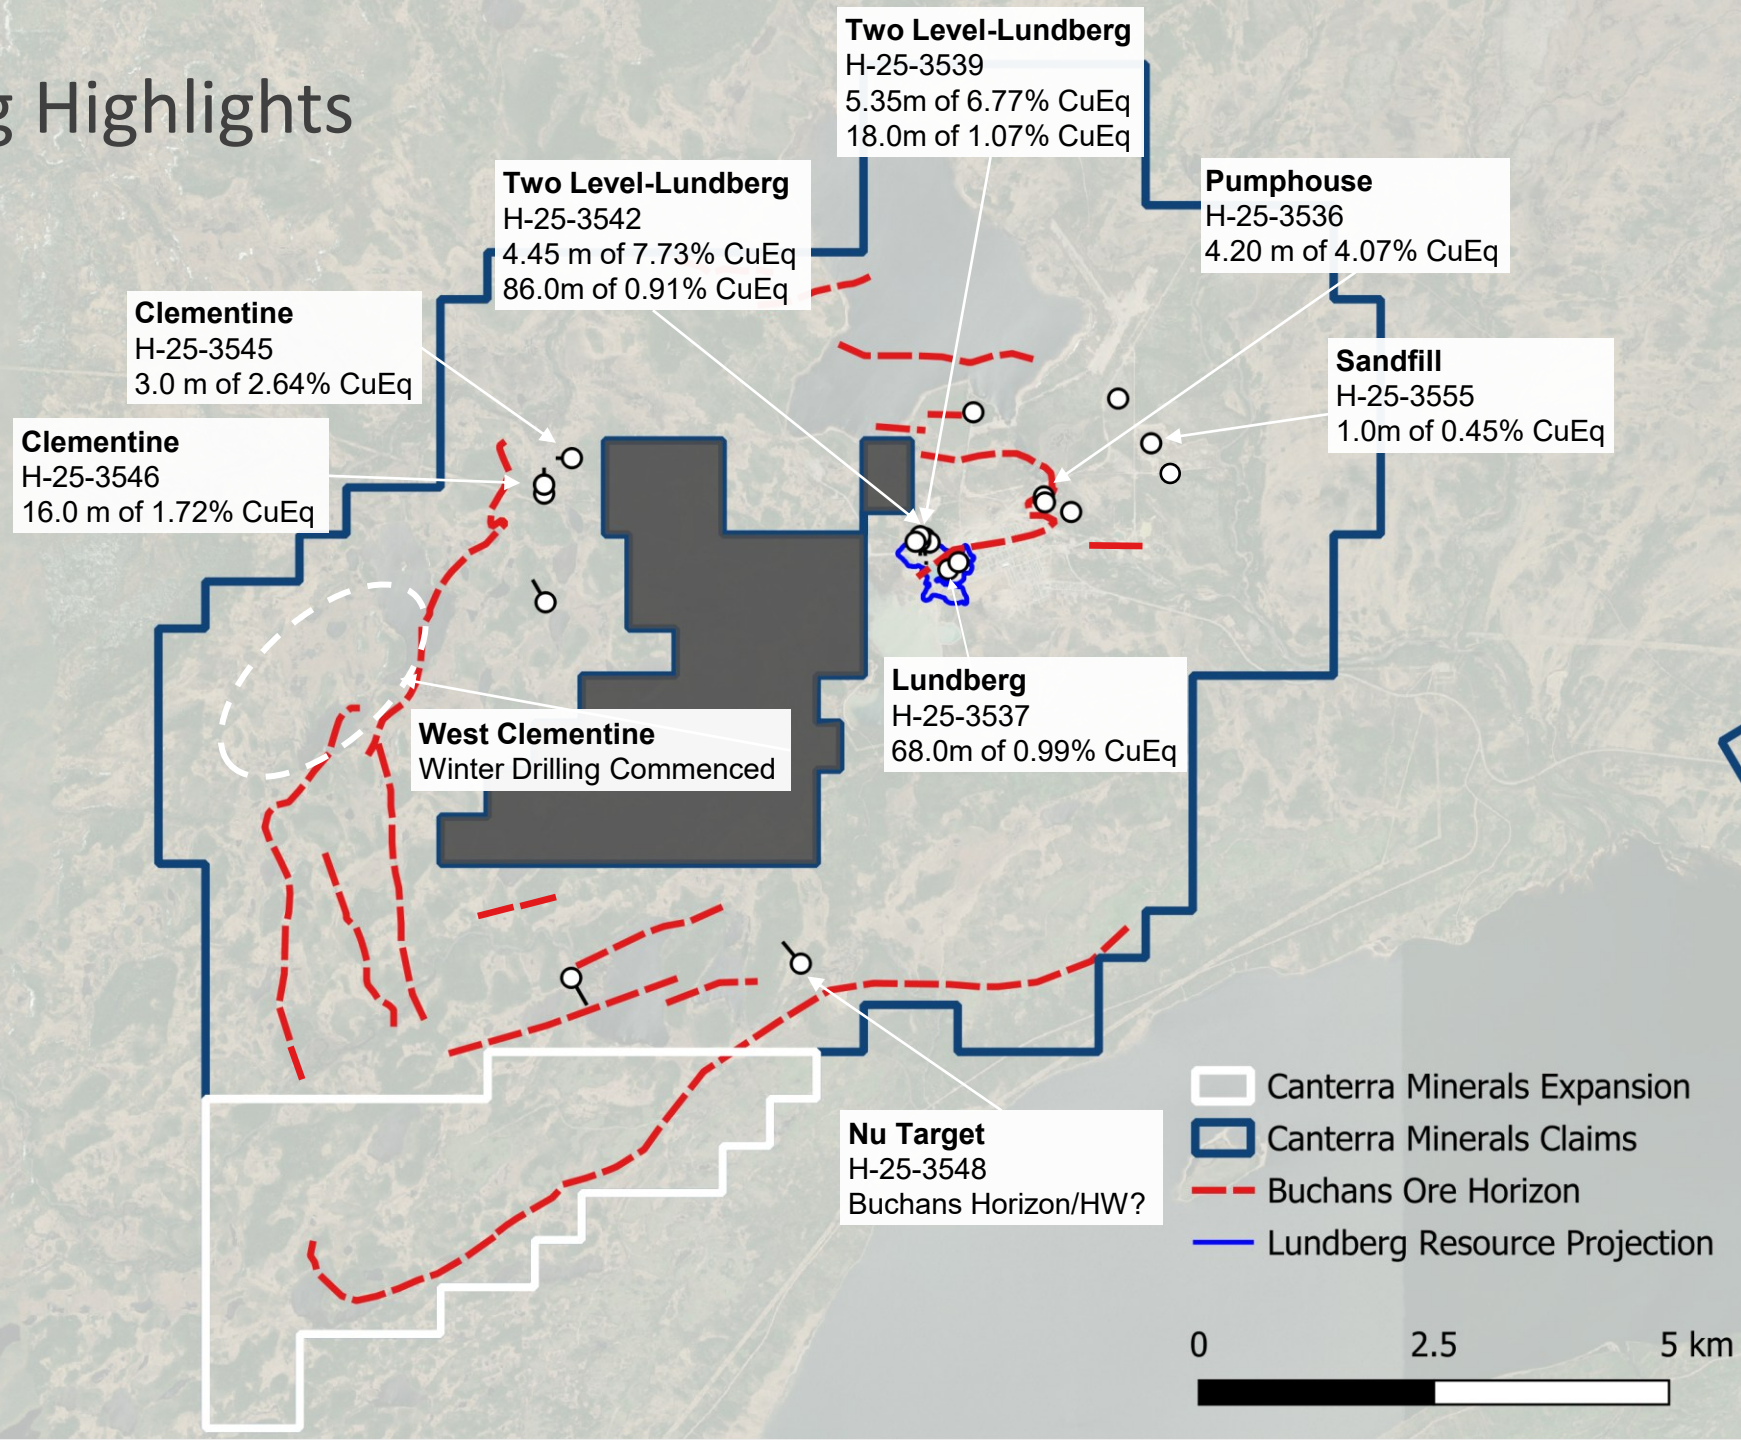 g Highlights
Two Level-Lundberg
H-25-3539
5.35m of 6.77% CuEq
18.0m of 1.07% CuEq
Two Level-Lundberg
H-25-3542
4.45 m of 7.73% CuEq
86.0m of 0.91% CuEq
Pumphouse
H-25-3536
4.20 m of 4.07% CuEq
Clementine
H-25-3545
3.0 m of 2.64% CuEq
Sandfill
H-25-3555
1.0m of 0.45% CuEq
Clementine
H-25-3546
16.0 m of 1.72% CuEq
Lundberg
H-25-3537
68.0m of 0.99% CuEq
West Clementine
Winter Drilling Commenced
Nu Target
H-25-3548
Buchans Horizon/HW?
Canterra Minerals Expansion
Canterra Minerals Claims
Buchans Ore Horizon
Lundberg Resource Projection
0 2.5 5 km